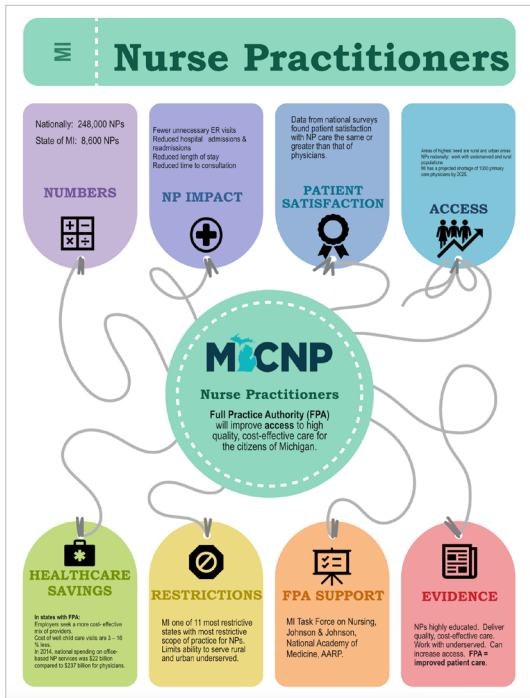 MI
Nurse Practitioners
Nationally: 248,000 NPs
State of MI: 8,600 NPs
NUMBERS
Fewer unnecessary ER visits
Reduced hospital admissions &
readmissions
Reduced length of stay
Reduced time to consultation
NP IMPACT
Data from national surveys
found patient satisfaction
with NP care the same or
greater than that of
physicians.
PATIENT
SATISFACTION
Areas of highest need are rural and urban areas
NPs nationally: work with underserved and rural
populations
MI has a projected shortage of 1000 primary
care physicians by 2025.
ACCESS
MICNP
Nurse Practitioners
Full Practice Authority (FPA)
will improve access to high
quality, cost-effective care for
the citizens of Michigan.
HEALTHCARE
SAVINGS
In states with FPA:
Employers seek a more cost- effective
mix of providers.
Cost of well child care visits are 3 – 16
% less.
In 2014, national spending on office-
based NP services was $22 billion
compared to $237 billion for physicians.
RESTRICTIONS
MI one of 11 most restrictive
states with most restrictive
scope of practice for NPs.
Limits ability to serve rural
and urban underserved.
FPA SUPPORT
MI Task Force on Nursing,
Johnson & Johnson,
National Academy of
Medicine, AARP.
EVIDENCE
NPs highly educated. Deliver
quality, cost-effective care.
Work with underserved. Can
increase access. FPA =
improved patient care.